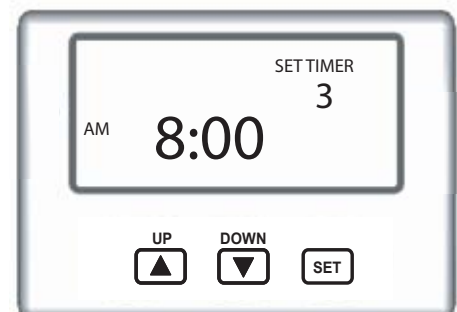 SET TIMER
3
AM 8:00
UP DOWN
SET